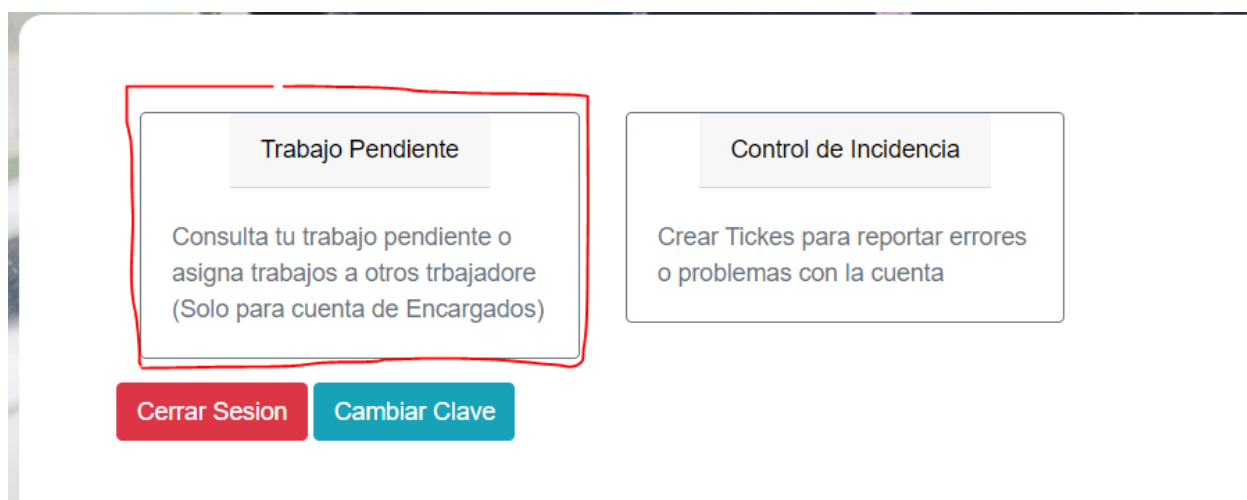 Trabajo Pendiente
Consulta tu trabajo pendiente o
asigna trabajos a otros trbajadore
(Solo para cuenta de Encargados)
Control de Incidencia
Crear Tickes para reportar errores
o problemas con la cuenta
Cerrar Sesion
Cambiar Clave